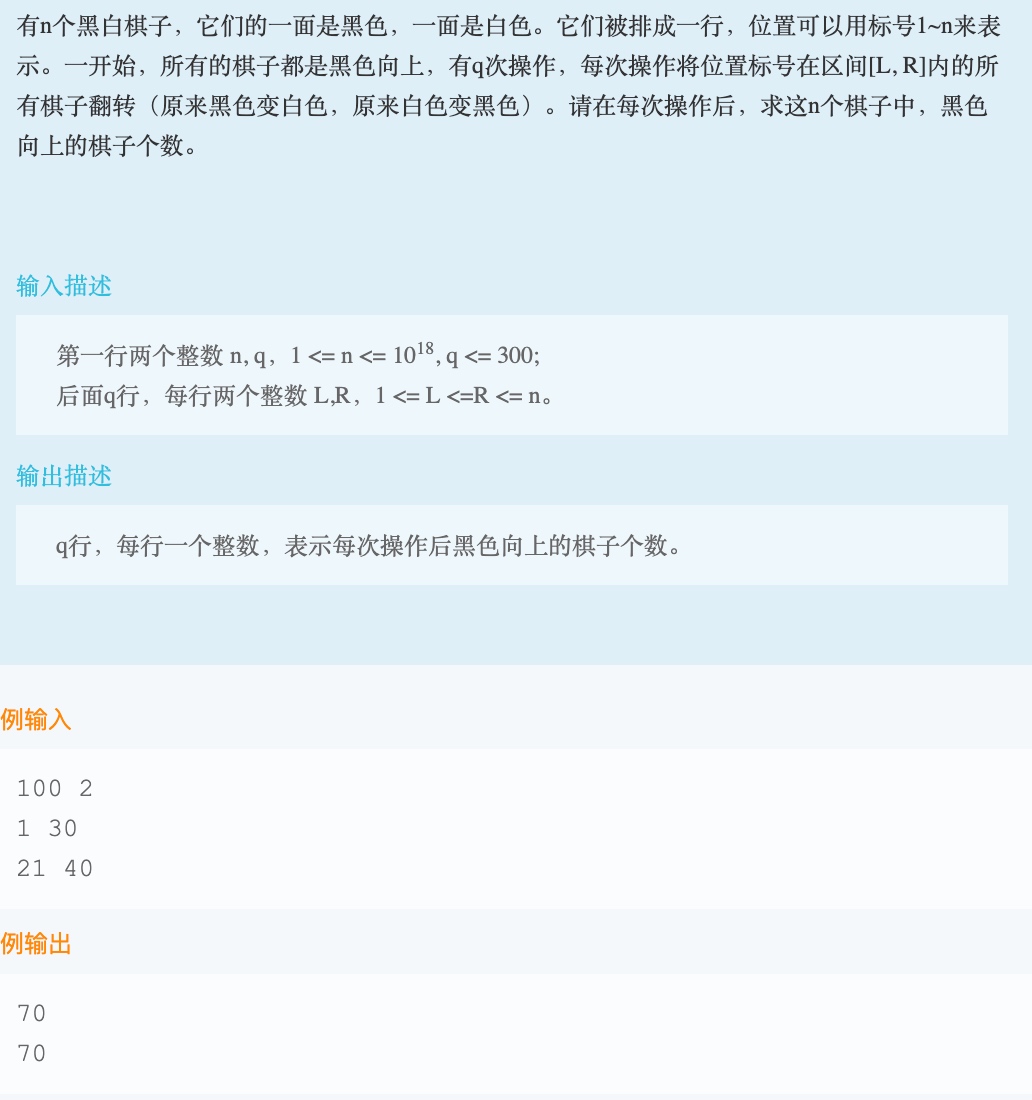 有n个黑白棋子，它们的一面是黑色，一面是白色。它们被排成一行，位置可以用标号1~n来表
示。一开始，所有的棋子都是黑色向上，有q次操作，每次操作将位置标号在区间[L, R]内的所
有棋子翻转（原来黑色变白色，原来白色变黑色）。请在每次操作后，求这n个棋子中，黑色
向上的棋子个数。
输入描述
第一行两个整数 n, q，1 <= n <= 10^18, q <= 300;
后面q行，每行两个整数 L,R，1 <= L <=R <= n。
输出描述
q行，每行一个整数，表示每次操作后黑色向上的棋子个数。
例输入
100 2
1 30
21 40
例输出
70
70